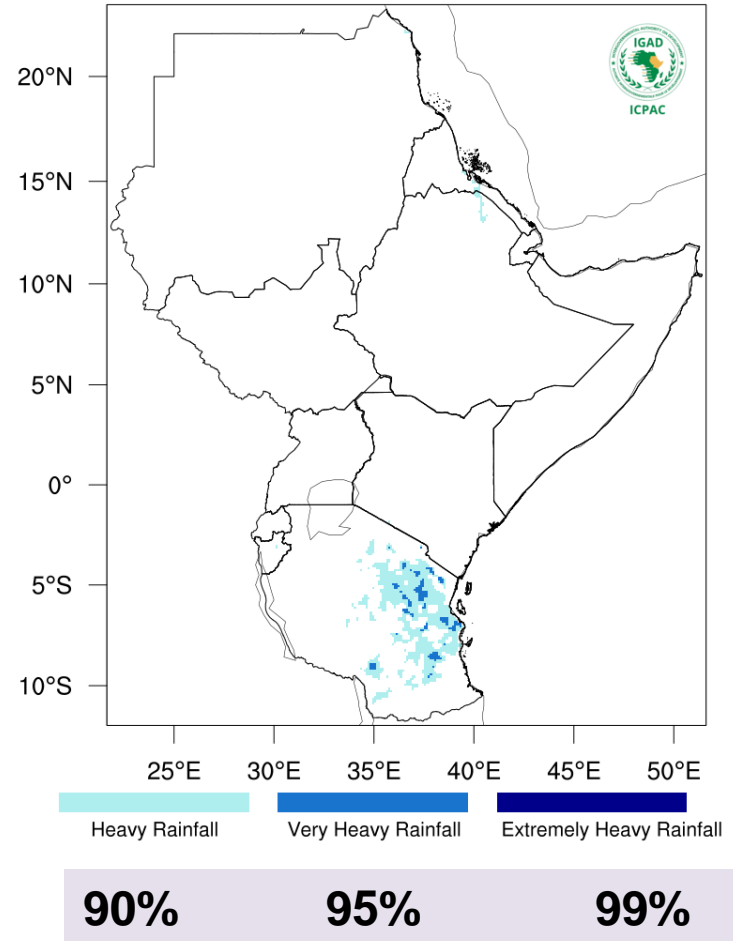 IGAD
ICPAC
20°N
15°N
10°N
5°N
0°
5°S
10°S
25°E 30°E 35°E 40°E 45°E 50°E
Heavy Rainfall Very Heavy Rainfall Extremely Heavy Rainfall
90% 95% 99%